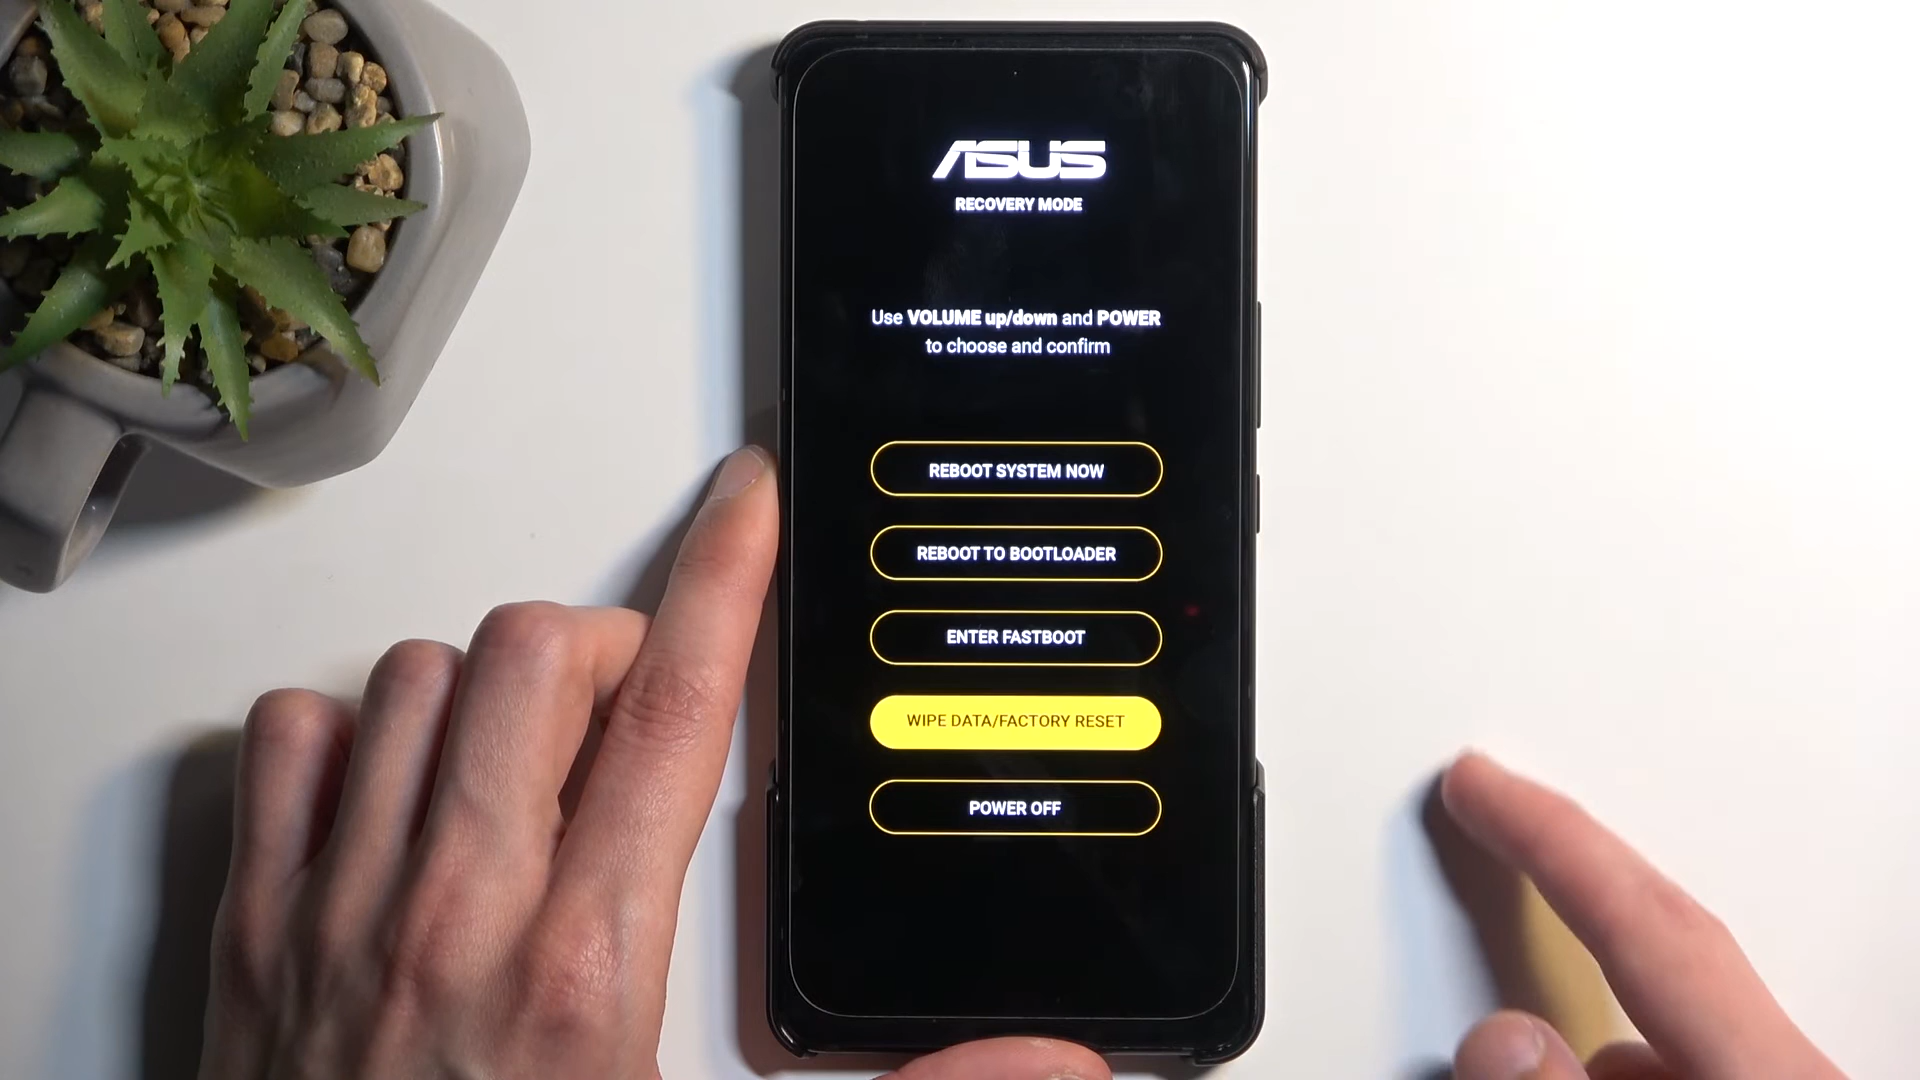 ASUS
RECOVERY MODE
Use VOLUME up/down and POWER
to choose and confirm
REBOOT SYSTEM NOW
REBOOT TO BOOTLOADER
ENTER FASTBOOT
WIPE DATA/FACTORY RESET
POWER OFF